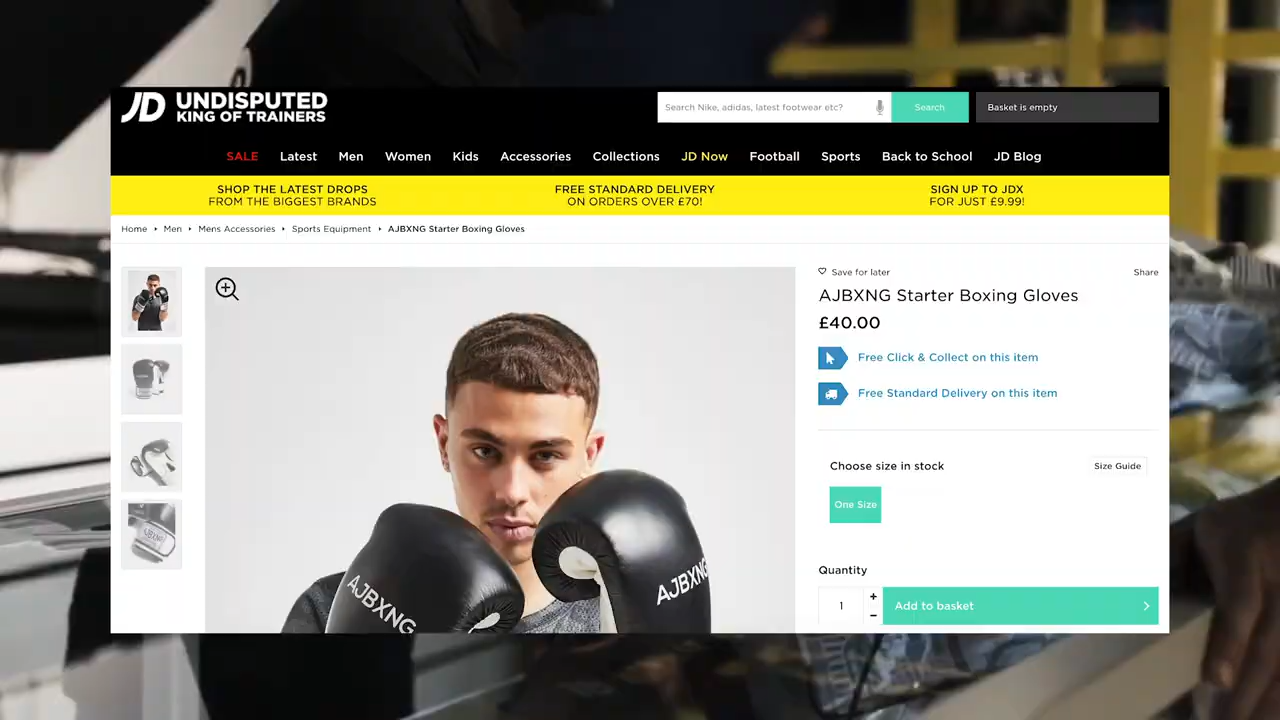 JD UNDISPUTED
KING OF TRAINERS
Search Nike, adidas, latest footwear etc?
Search
Basket is empty
SALE Latest Men Women Kids Accessories Collections JD Now Football Sports Back to School JD Blog
SHOP THE LATEST DROPS
FROM THE BIGGEST BRANDS
FREE STANDARD DELIVERY
ON ORDERS OVER £70!
SIGN UP TO JDX
FOR JUST £9.99!
Home Men Mens Accessories Sports Equipment AJBXNG Starter Boxing Gloves
Save for later
Share
AJBXNG Starter Boxing Gloves
£40.00
Free Click & Collect on this item
Free Standard Delivery on this item
Choose size in stock
Size Guide
One Size
Quantity
1 + -
Add to basket
AJBXNG
AJBXNG
AJBXNG